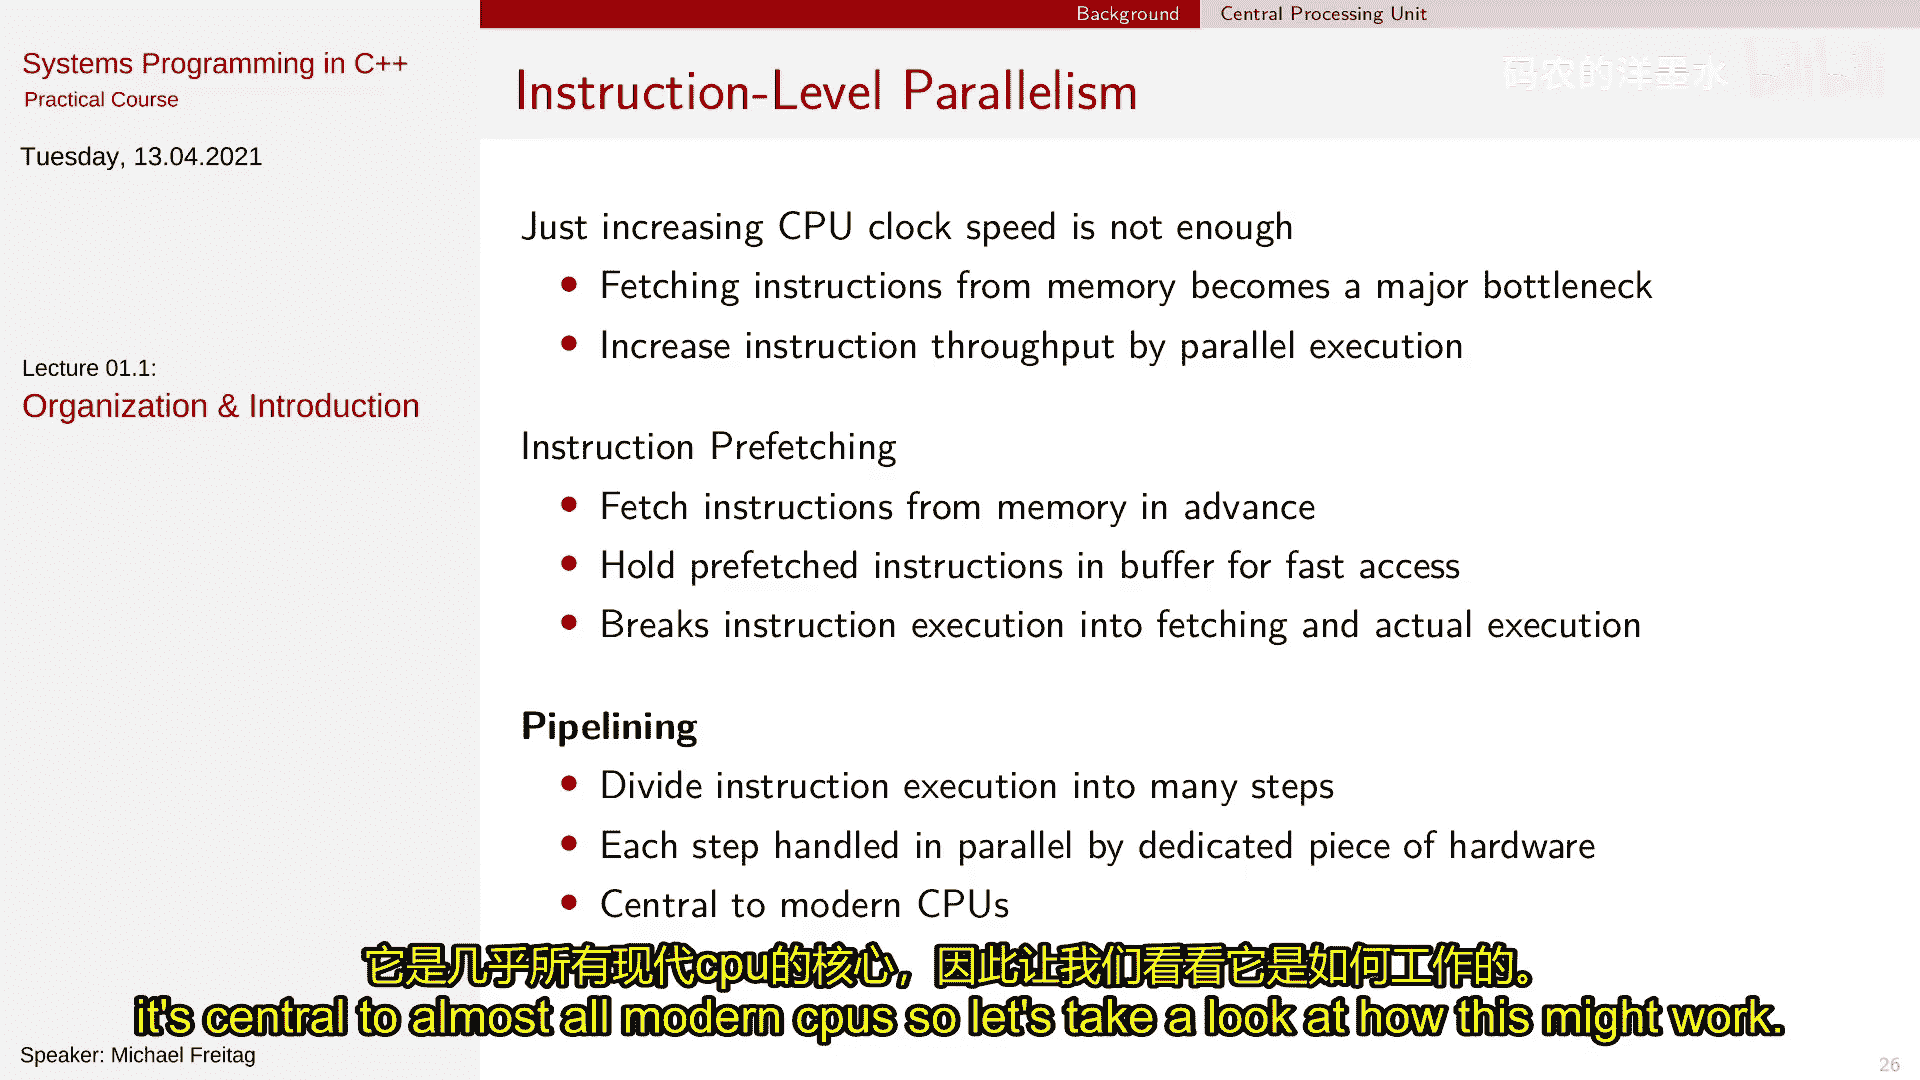 Background
Central Processing Unit
Systems Programming in C++
Practical Course
Tuesday, 13.04.2021
Lecture 01.1:
Organization & Introduction
Instruction-Level Parallelism
码农的洋墨水 bilibili
Just increasing CPU clock speed is not enough
• Fetching instructions from memory becomes a major bottleneck
• Increase instruction throughput by parallel execution
Instruction Prefetching
• Fetch instructions from memory in advance
• Hold prefetched instructions in buffer for fast access
• Breaks instruction execution into fetching and actual execution
Pipelining
• Divide instruction execution into many steps
• Each step handled in parallel by dedicated piece of hardware
• Central to modern CPUs
它是几乎所有现代cpu的核心，因此让我们看看它是如何工作的。
it's central to almost all modern cpus so let's take a look at how this might work.
Speaker: Michael Freitag
26